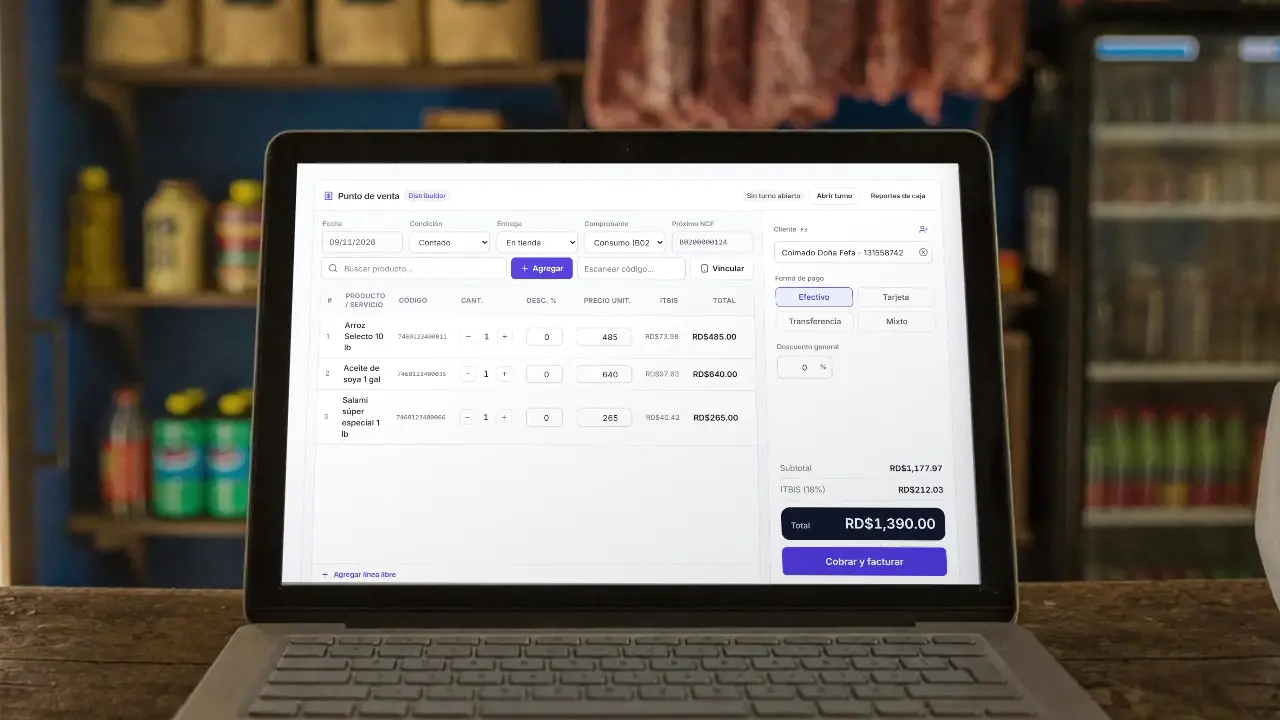 Punto de venta Distribuidor Sin turno abierto Abrir turno Reportes de caja
Fecha Condición Entrega Comprobante Próximo NCF
09/11/2026 Contado En tienda Consumo (B02 B0200000124
Buscar producto... + Agregar Escanear código... Vincular
# PRODUCTO / SERVICIO CÓDIGO CANT. DESC. % PRECIO UNIT. ITBIS TOTAL
1 Arroz Selecto 10 lb 7460123400011 − 1 + 0 485 RD$73.98 RD$485.00
2 Aceite de soya 1 gal 7460123400035 − 1 + 0 640 RD$97.63 RD$640.00
3 Salami súper especial 1 lb 7460123400066 − 1 + 0 265 RD$40.42 RD$265.00
+ Agregar línea libre
Cliente F3
Colmado Doña Fefa - 131558742
Forma de pago
Efectivo Tarjeta
Transferencia Mixto
Descuento general
0 %
Subtotal RD$1,177.97
ITBIS (18%) RD$212.03
Total RD$1,390.00
Cobrar y facturar